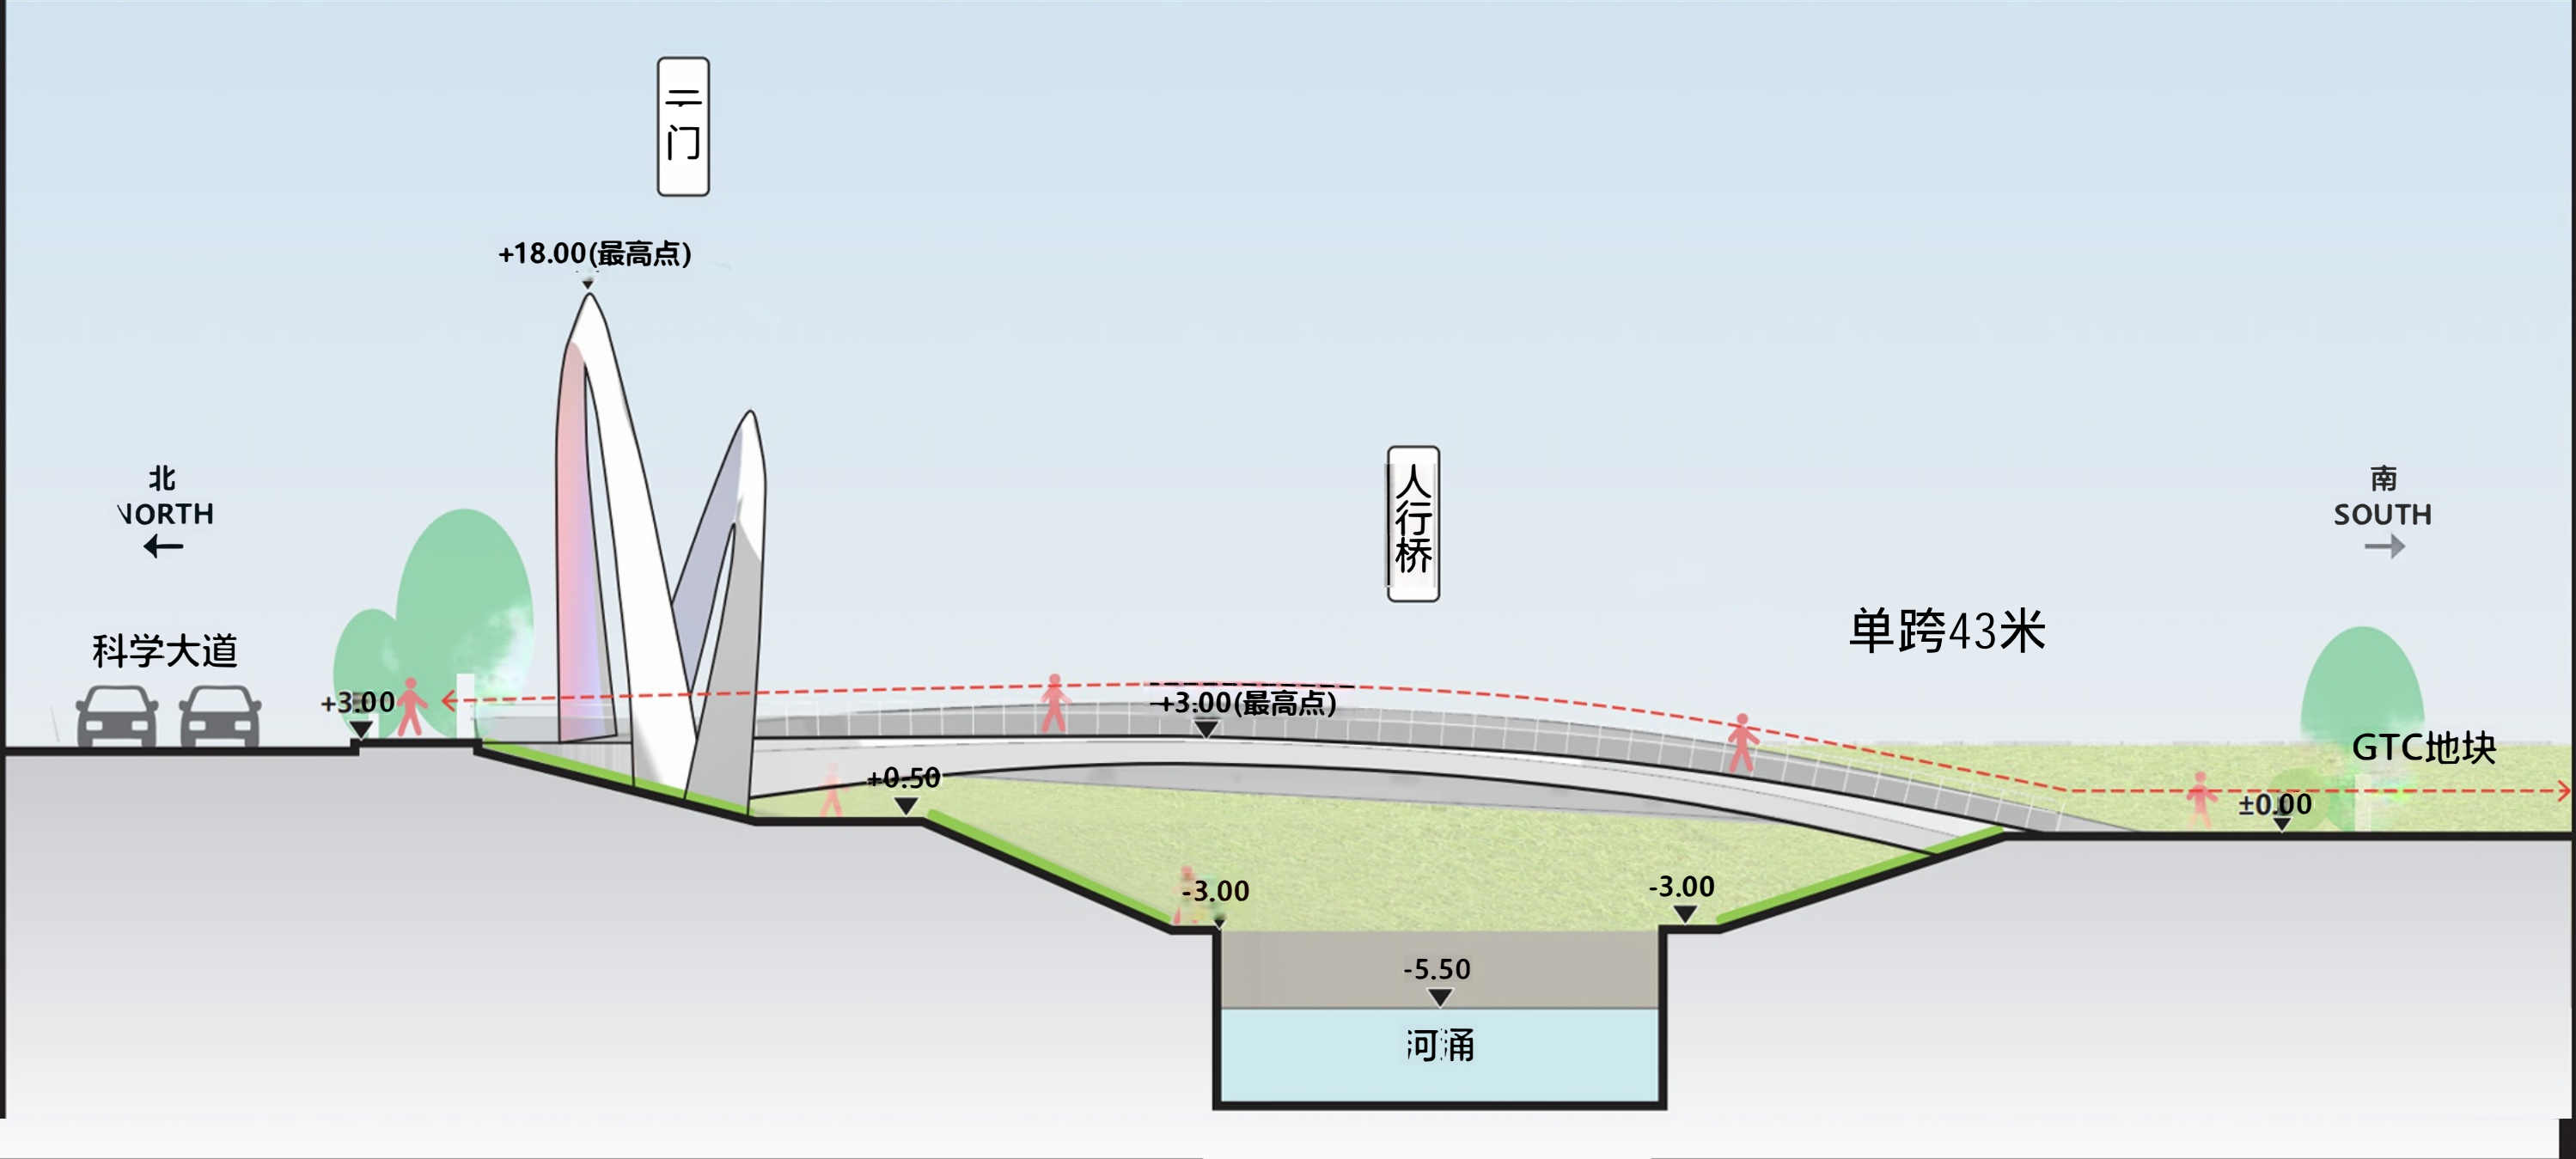 门
+18.00(最高点)
北
NORTH
科学大道
+3.00
人行桥
+3.00(最高点)
+0.50
-3.00
-3.00
-5.50
河涌
单跨43米
南
SOUTH
GTC地块
±0.00